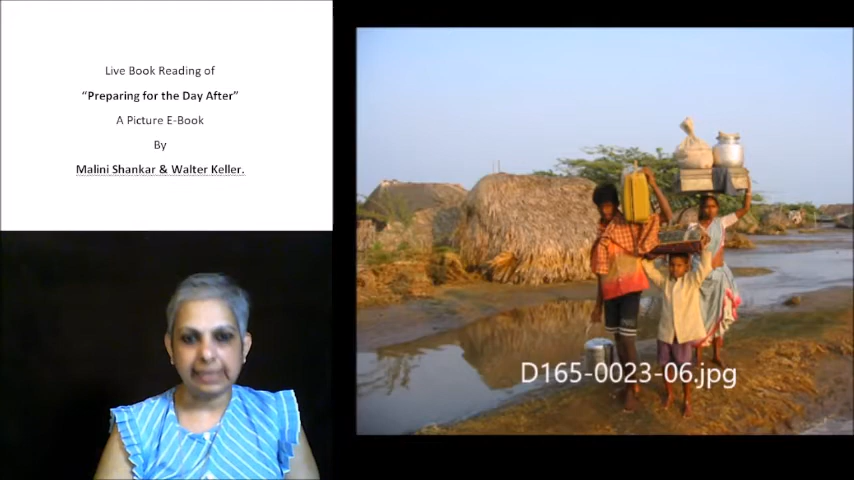 Live Book Reading of
“Preparing for the Day After”
A Picture E-Book
By
Malini Shankar & Walter Keller.
D165-0023-06.jpg